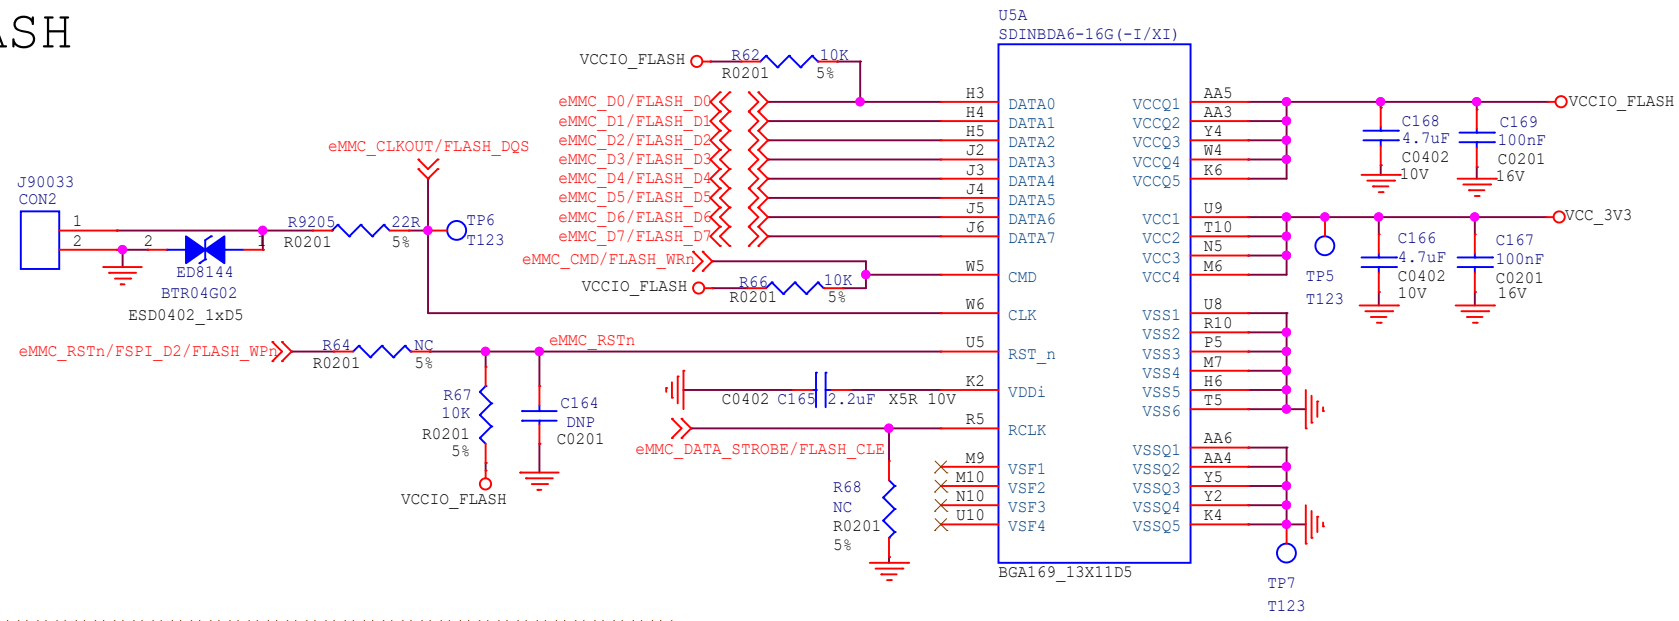 ASH
U5A
SDINBDA6-16G(-I/XI)
VCCIO_FLASH
R62
10K
R0201
5%
eMMC_D0/FLASH_D0
eMMC_D1/FLASH_D1
eMMC_D2/FLASH_D2
eMMC_D3/FLASH_D3
eMMC_D4/FLASH_D4
eMMC_D5/FLASH_D5
eMMC_D6/FLASH_D6
eMMC_D7/FLASH_D7
eMMC_CMD/FLASH_WRn
VCCIO_FLASH
R66
10K
R0201
5%
eMMC_CLKOUT/FLASH_DQS
J90033
CON2
1
2
2
1
ED8144
BTR04G02
ESD0402_1xD5
R9205
22R
R0201
5%
TP6
T123
eMMC_RSTn/FSPI_D2/FLASH_WPn
R64
NC
R0201
5%
eMMC_RSTn
R67
10K
R0201
5%
VCCIO_FLASH
C164
DNP
C0201
C0402
C165
2.2uF
X5R
10V
eMMC_DATA_STROBE/FLASH_CLE
R68
NC
R0201
5%
H3
DATA0
H4
DATA1
H5
DATA2
J2
DATA3
J3
DATA4
J4
DATA5
J5
DATA6
J6
DATA7
W5
CMD
W6
CLK
U5
RST_n
K2
VDDi
R5
RCLK
M9
VSF1
M10
VSF2
N10
VSF3
U10
VSF4
VCCQ1
AA5
VCCQ2
AA3
VCCQ3
Y4
VCCQ4
W4
VCCQ5
K6
VCC1
U9
VCC2
T10
VCC3
N5
VCC4
M6
VSS1
U8
VSS2
R10
VSS3
P5
VSS4
M7
VSS5
H6
VSS6
T5
VSSQ1
AA6
VSSQ2
AA4
VSSQ3
Y5
VSSQ4
Y2
VSSQ5
K4
BGA169_13X11D5
VCCIO_FLASH
C168
4.7uF
C0402
10V
C169
100nF
C0201
16V
VCC_3V3
TP5
T123
C166
4.7uF
C0402
10V
C167
100nF
C0201
16V
TP7
T123